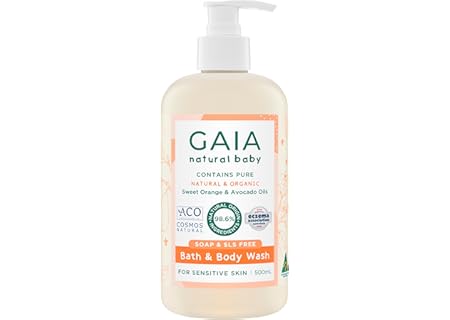 GAIA
natural baby
CONTAINS PURE
NATURAL & ORGANIC
Sweet Orange & Avocado Oils
ACO
COSMOS
NATURAL
98.6%
eczema
SOAP & SLS FREE
Bath & Body Wash
FOR SENSITIVE SKIN | 500mL